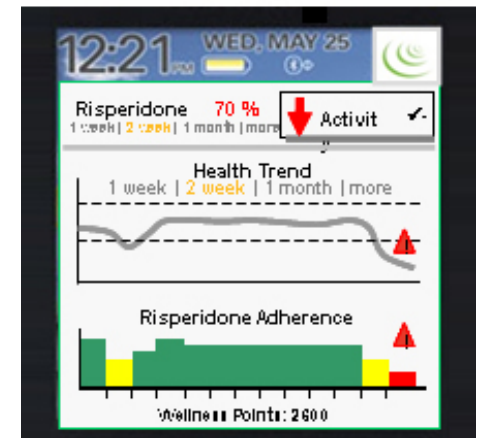 12:21 PM WED, MAY 25
Risperidone 70 %
1 week | 2 week | 1 month | more
Activit
y
Health Trend
1 week | 2 week | 1 month | more
Risperidone Adherence
Wellness Points: 2600